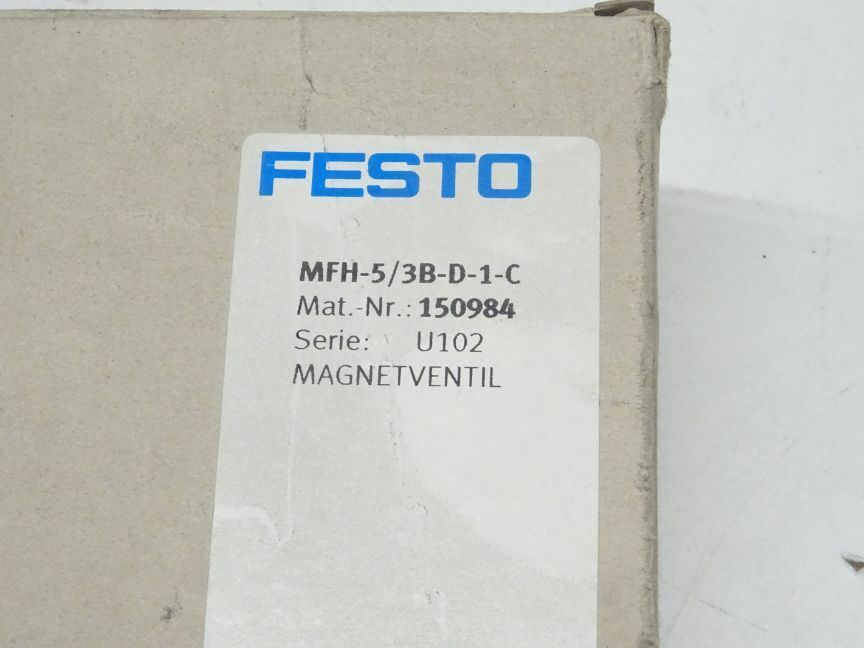 FESTO
MFH-5/3B-D-1-C
Mat.-Nr.: 150984
Serie: U102
MAGNETVENTIL